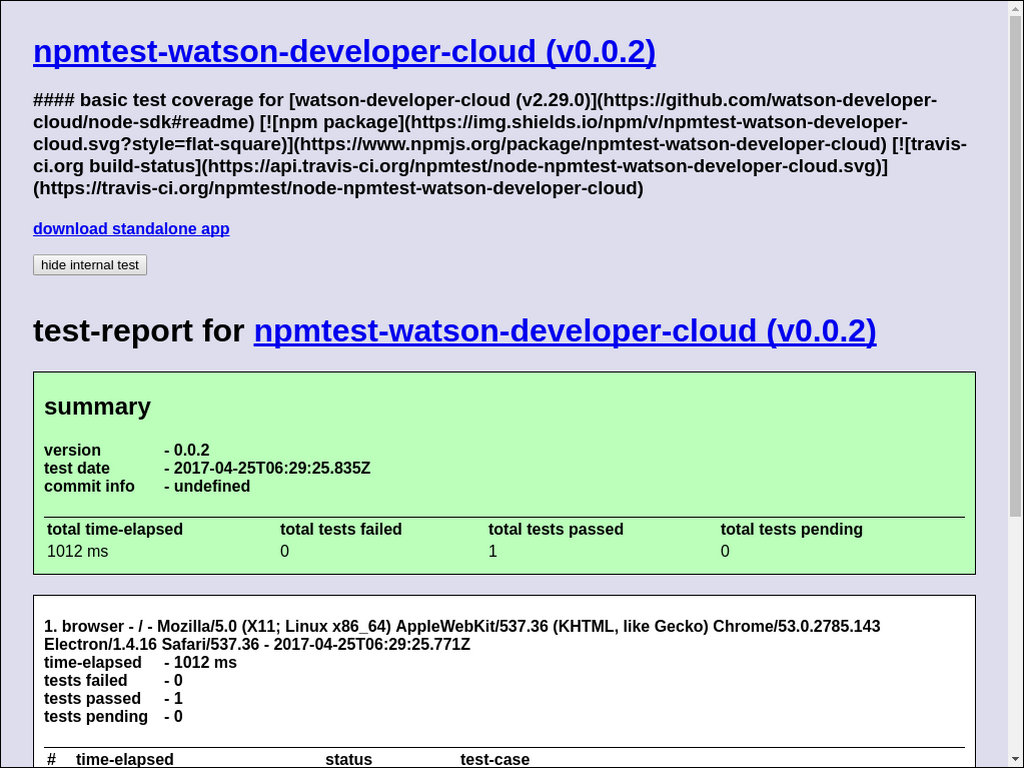 npmtest-watson-developer-cloud (v0.0.2)
#### basic test coverage for [watson-developer-cloud (v2.29.0)](https://github.com/watson-developer-
cloud/node-sdk#readme) [![npm package](https://img.shields.io/npm/v/npmtest-watson-developer-
cloud.svg?style=flat-square)](https://www.npmjs.org/package/npmtest-watson-developer-cloud) [![travis-
ci.org build-status](https://api.travis-ci.org/npmtest/node-npmtest-watson-developer-cloud.svg)]
(https://travis-ci.org/npmtest/node-npmtest-watson-developer-cloud)
download standalone app
hide internal test
test-report for npmtest-watson-developer-cloud (v0.0.2)
summary
version - 0.0.2
test date - 2017-04-25T06:29:25.835Z
commit info - undefined
total time-elapsed total tests failed total tests passed total tests pending
1012 ms 0 1 0
1. browser - / - Mozilla/5.0 (X11; Linux x86_64) AppleWebKit/537.36 (KHTML, like Gecko) Chrome/53.0.2785.143
Electron/1.4.16 Safari/537.36 - 2017-04-25T06:29:25.771Z
time-elapsed - 1012 ms
tests failed - 0
tests passed - 1
tests pending - 0
# time-elapsed status test-case